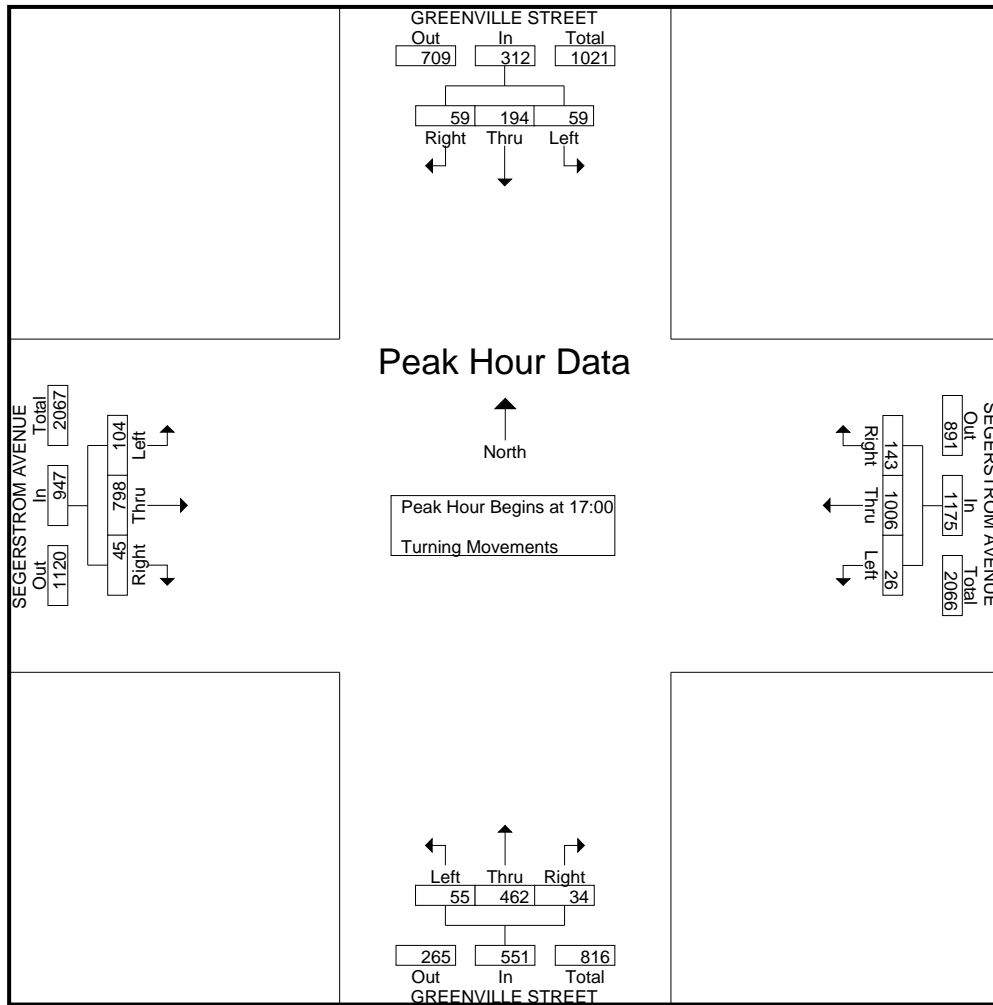 GREENVILLE STREET
Out In Total
709 312 1021
59 194 59
Right Thru Left
Peak Hour Data
North
Peak Hour Begins at 17:00
Turning Movements
SEGERSTROM AVENUE
Total In Out
2067 947 1120
104 798 45
Left Thru Right
SEGERSTROM AVENUE
Out In Total
891 1175 2066
143 1006 26
Right Thru Left
Left Thru Right
55 462 34
265 551 816
Out In Total
GREENVILLE STREET